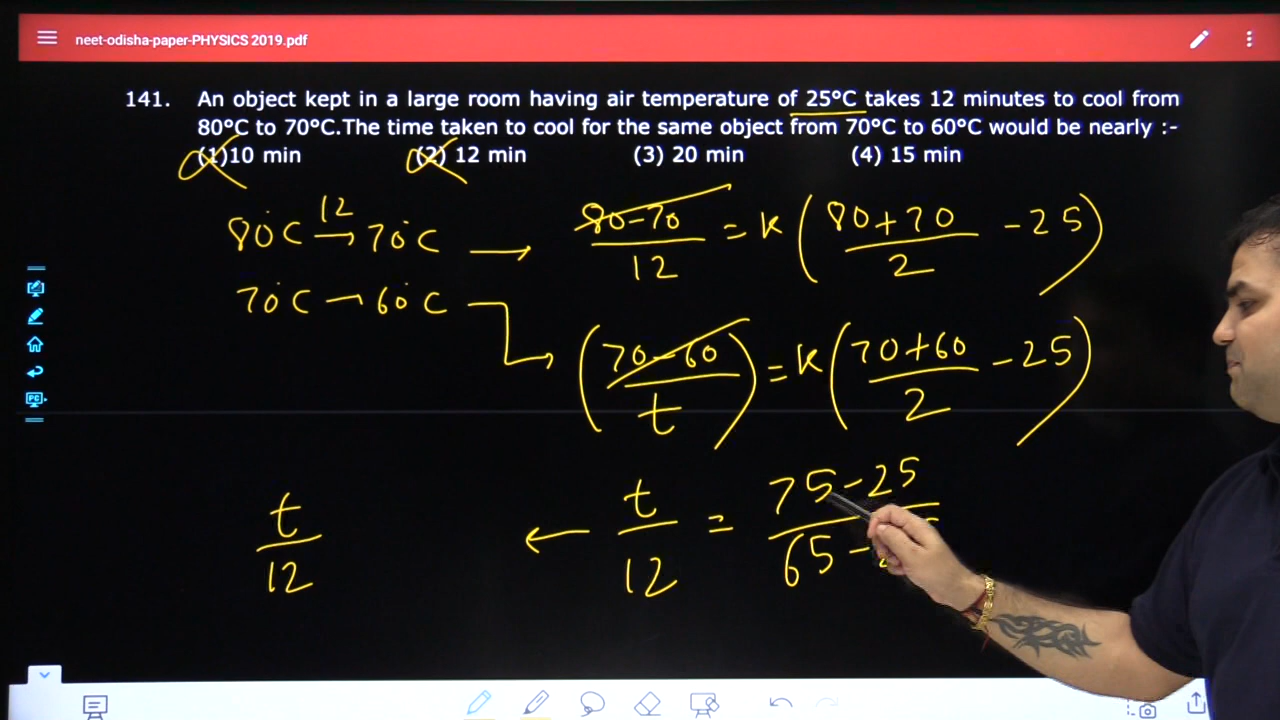 neet-odisha-paper-PHYSICS 2019.pdf
141. An object kept in a large room having air temperature of 25°C takes 12 minutes to cool from
80°C to 70°C.The time taken to cool for the same object from 70°C to 60°C would be nearly :-
(1)10 min (2) 12 min (3) 20 min (4) 15 min
80°C 12→ 70°C → 80-70/12 = K(80+70/2 - 25)
70°C → 60°C → (70-60/t) = K(70+60/2 - 25)
t/12 ← t/12 = 75-25/65-
PC